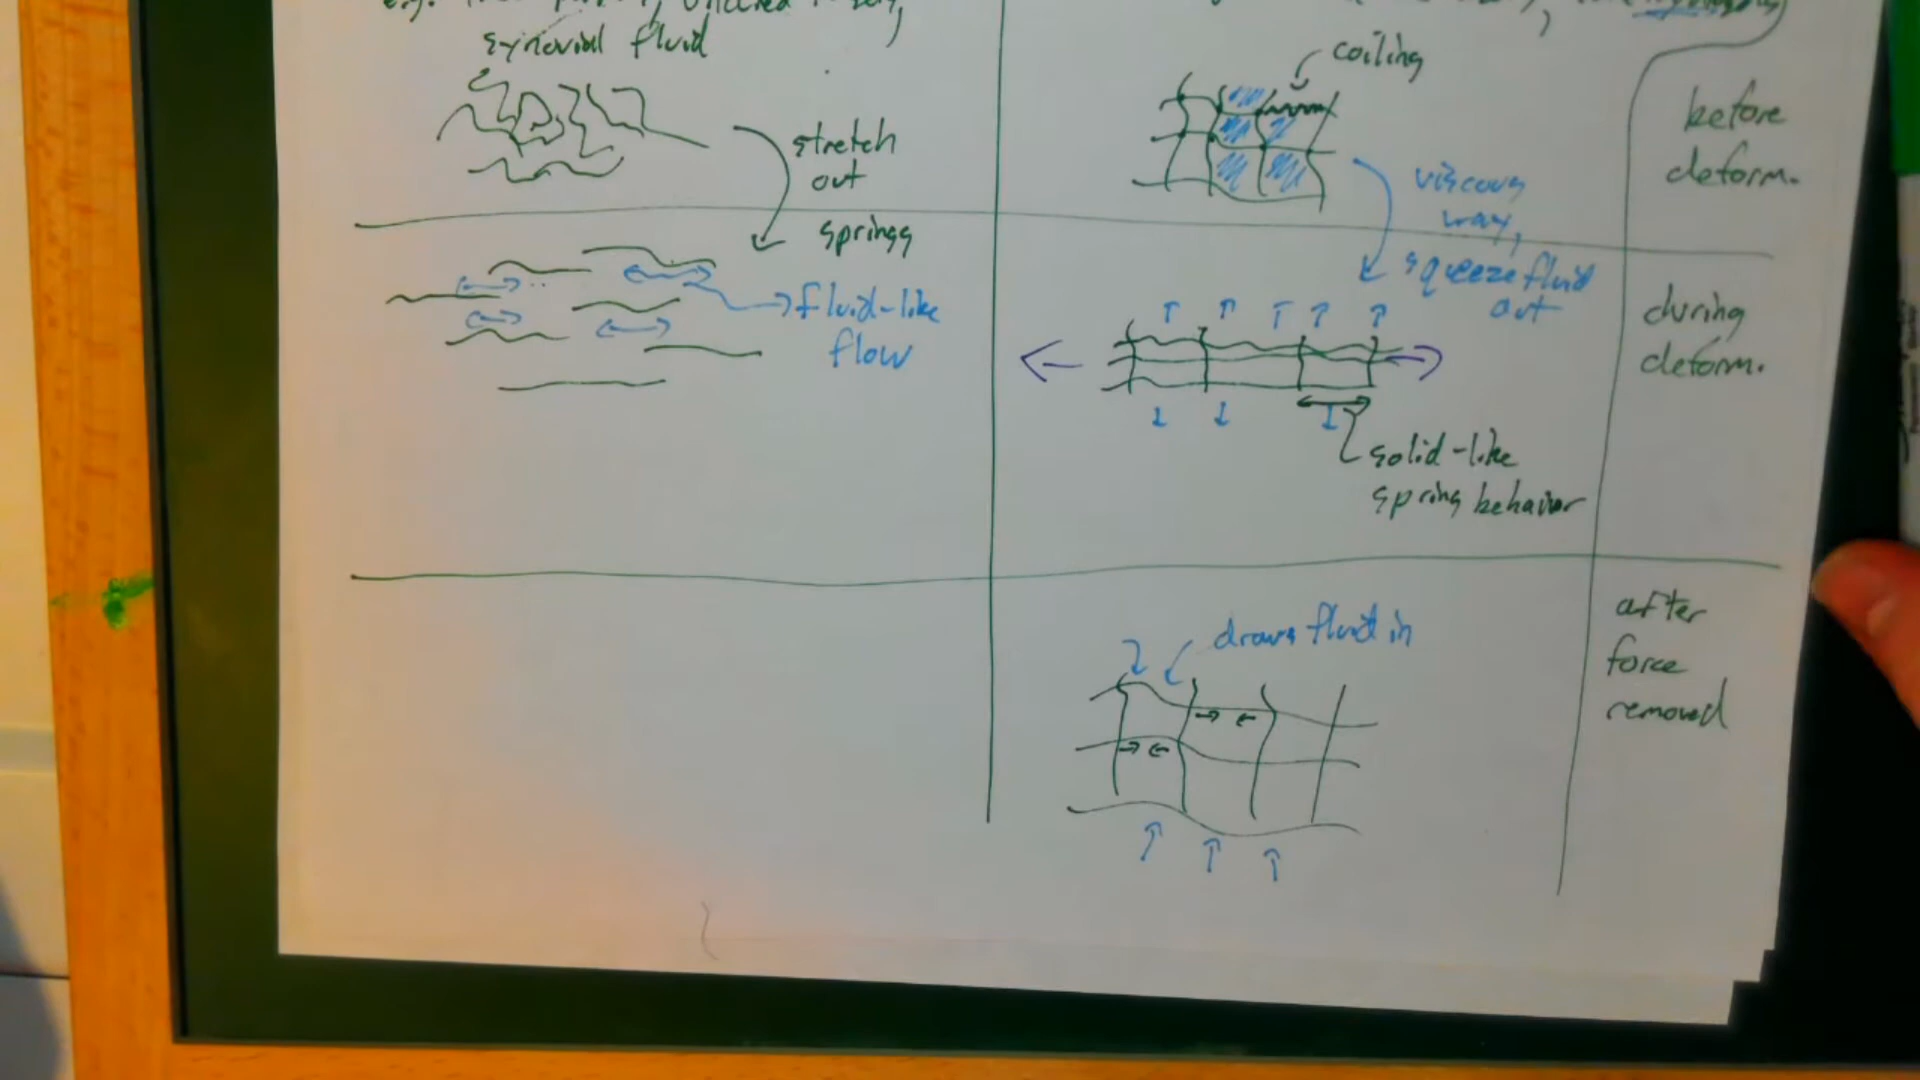 e.g.
synovial fluid
coiling
before
deform.
stretch
out
springs
viscous
way,
squeeze fluid
out
fluid-like
flow
during
deform.
solid-like
spring behavior
draws fluid in
after
force
removed